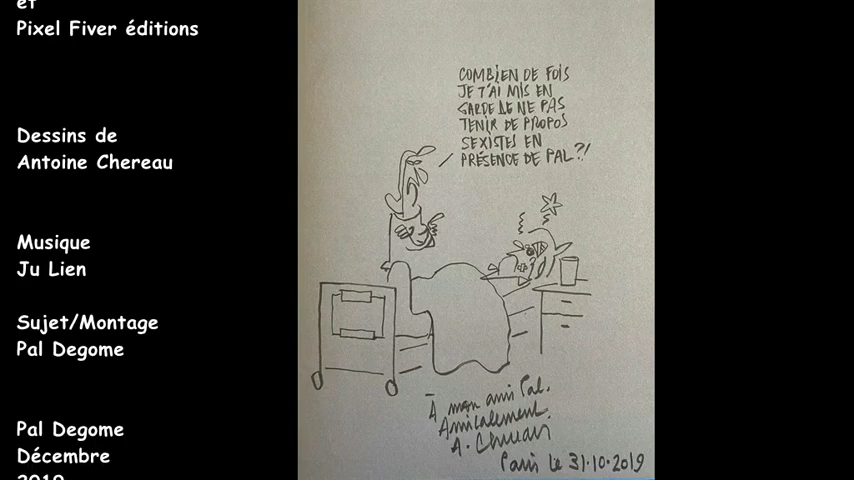 et
Pixel Fiver éditions
Dessins de
Antoine Chereau
Musique
Ju Lien
Sujet/Montage
Pal Degome
Pal Degome
Décembre
2019
COMBIEN DE FOIS
JE T'AI MIS EN
GARDE DE NE PAS
TENIR DE PROPOS
SEXISTES EN
PRÉSENCE DE PAL ?!
À mon ami Pal.
Amicalement.
A. Chereau
Paris le 31.10.2019